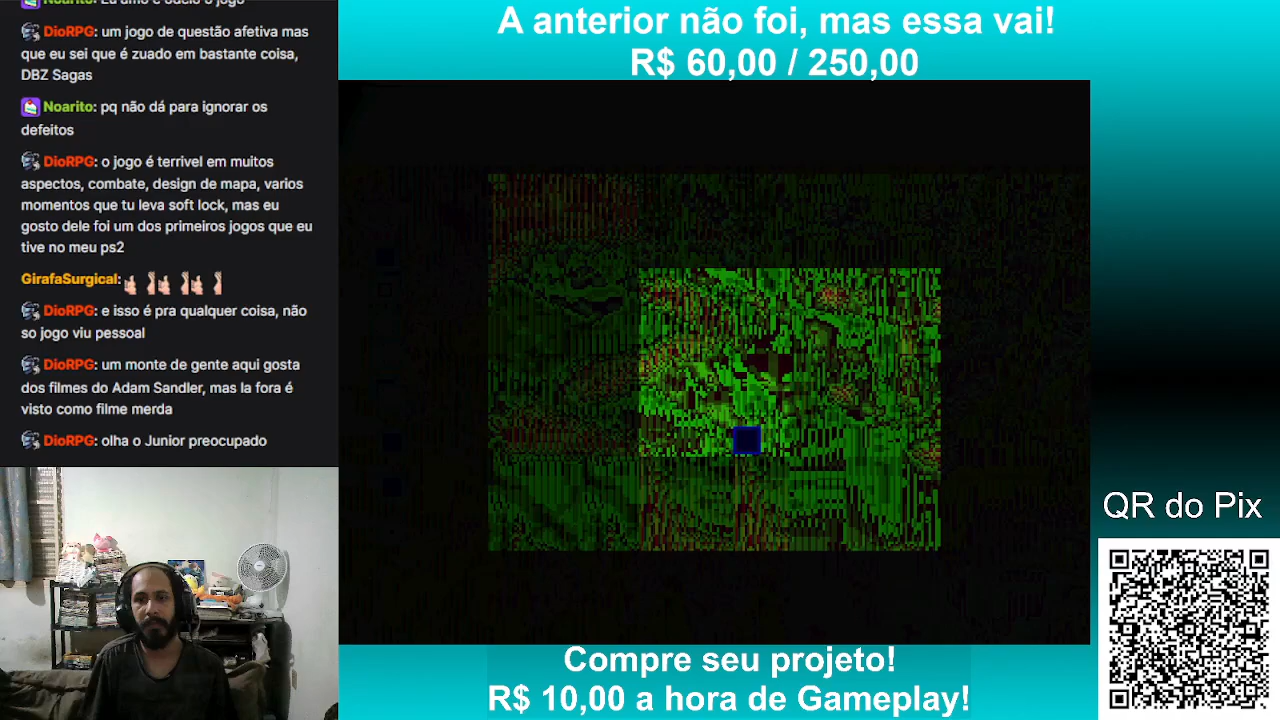 DioRPG: um jogo de questão afetiva mas
que eu sei que é zuado em bastante coisa,
DBZ Sagas
Noarito: pq não dá para ignorar os
defeitos
DioRPG: o jogo é terrivel em muitos
aspectos, combate, design de mapa, varios
momentos que tu leva soft lock, mas eu
gosto dele foi um dos primeiros jogos que eu
tive no meu ps2
GirafaSurgical:
DioRPG: e isso é pra qualquer coisa, não
so jogo viu pessoal
DioRPG: um monte de gente aqui gosta
dos filmes do Adam Sandler, mas la fora é
visto como filme merda
DioRPG: olha o Junior preocupado
A anterior não foi, mas essa vai!
R$ 60,00 / 250,00
QR do Pix
Compre seu projeto!
R$ 10,00 a hora de Gameplay!